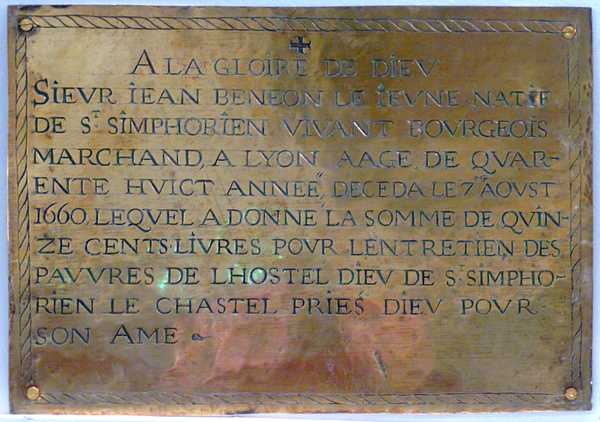 A LA GLOIRE DE DIEV
SIEVR IEAN BENEON LE IEVNE NATIF
DE S.T SIMPHORIEN VIVANT BOVRGEOIS
MARCHAND, A LYON AAGE, DE QVAR-
ENTE HVICT ANNEE,, DECEDA LE 7.ME AOVST
1660, LEQVEL A DONNE LA SOMME DE QVIN-
ZE CENTS LIVRES POVR LENTRETIEN DES
PAVVRES DE LHOSTEL DIEV DE S.T SIMPHO-
RIEN LE CHASTEL PRIES DIEV POVR
SON AME